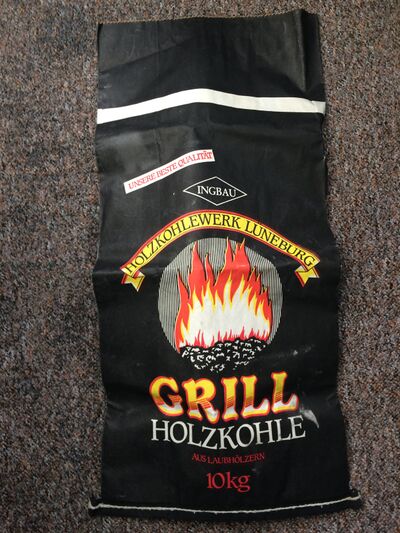 UNSERE BESTE QUALITÄT
INGBAU
HOLZKOHLEWERK LÜNEBURG
GRILL
HOLZKOHLE
AUS LAUBHÖLZERN
10kg